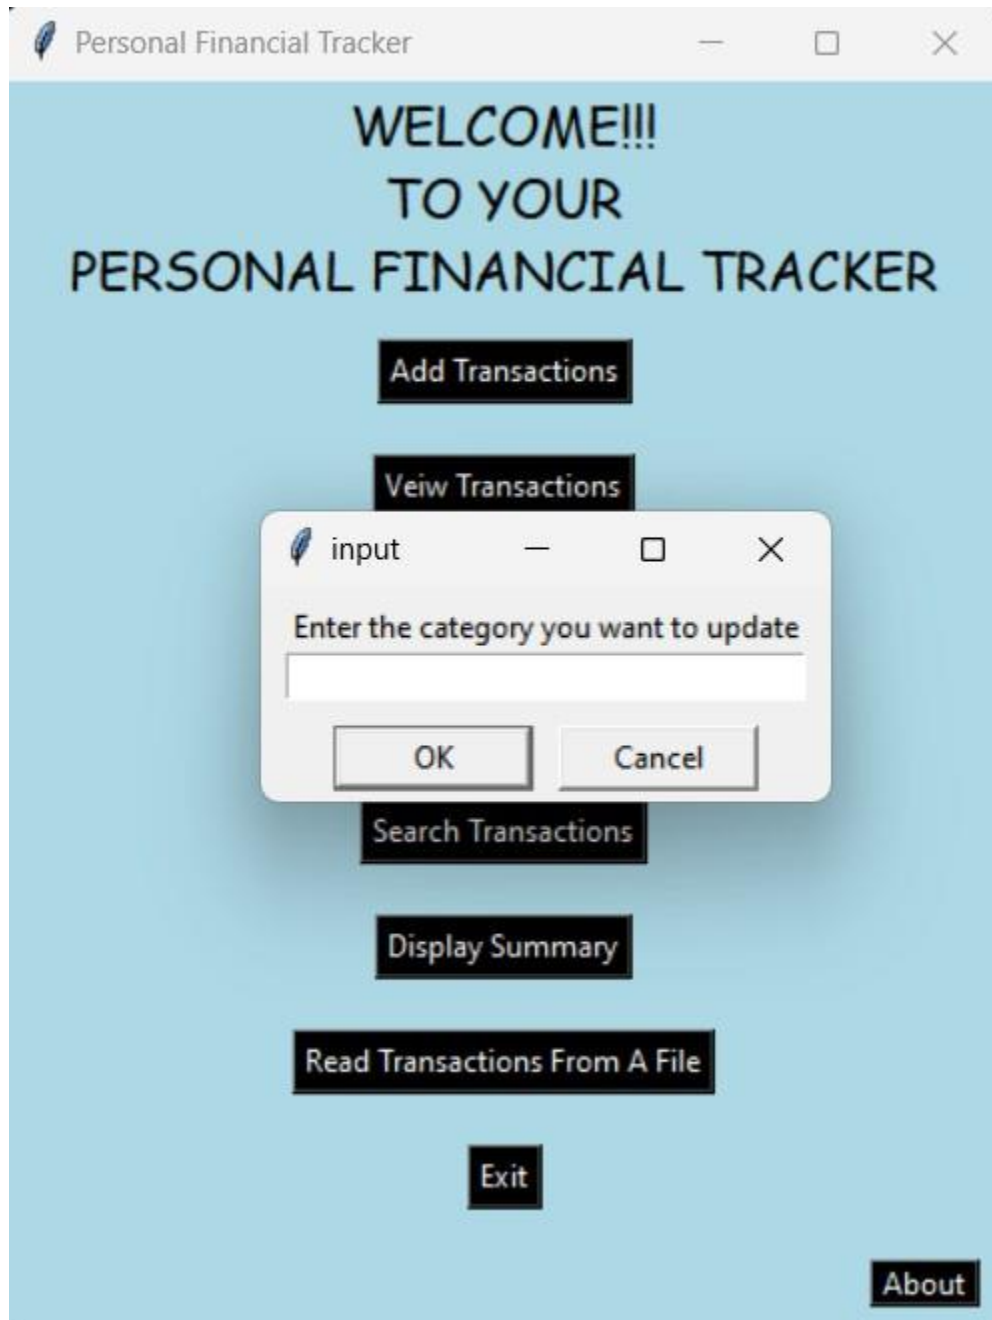 Personal Financial Tracker
WELCOME!!!
TO YOUR
PERSONAL FINANCIAL TRACKER
Add Transactions
Veiw Transactions
input
Enter the category you want to update
OK
Cancel
Search Transactions
Display Summary
Read Transactions From A File
Exit
About